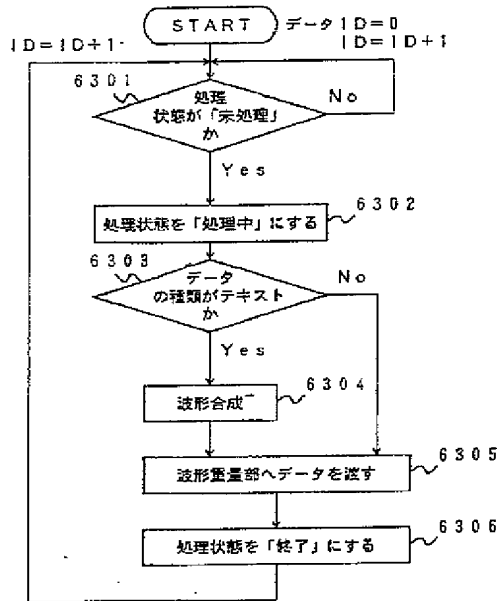 START
データID=0
ID=ID+1
ID=ID+1
6301
処理
状態が「未処理」
か
No
Yes
処理状態を「処理中」にする
6302
6303
データ
の種類がテキスト
か
No
Yes
波形合成
6304
波形重量部へデータを渡す
6305
処理状態を「終了」にする
6306